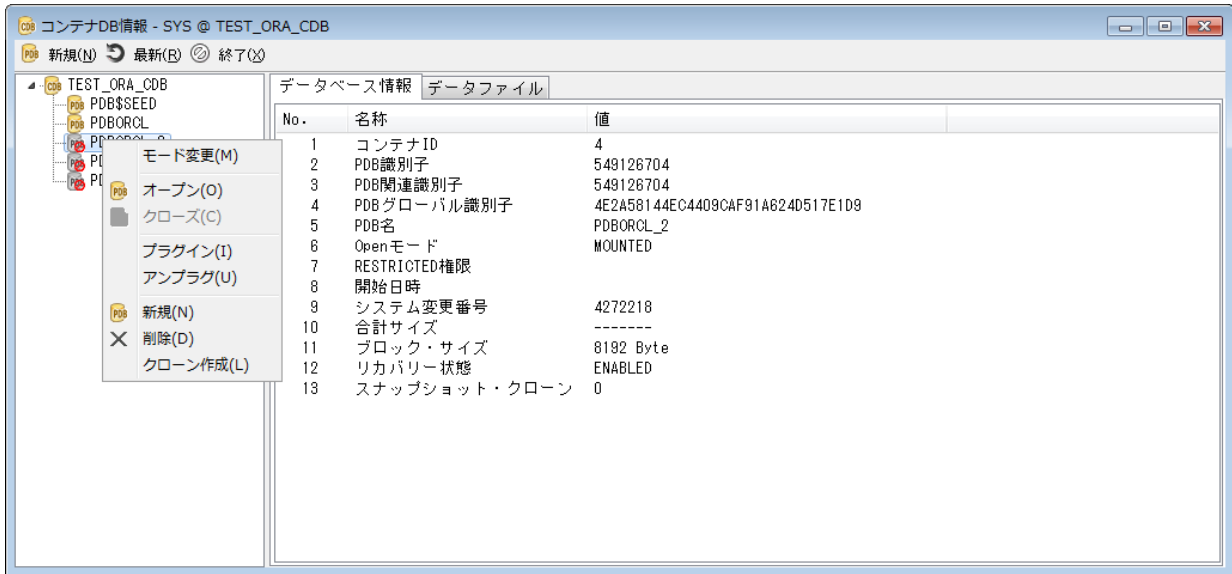 コンテナDB情報 - SYS @ TEST_ORA_CDB
新規(N) 最新(R) 終了(X)
TEST_ORA_CDB
PDB$SEED
PDBORCL
モード変更(M)
オープン(O)
クローズ(C)
プラグイン(I)
アンプラグ(U)
新規(N)
削除(D)
クローン作成(L)
データベース情報 データファイル
No. 名称 値
1 コンテナID 4
2 PDB識別子 549126704
3 PDB関連識別子 549126704
4 PDBグローバル識別子 4E2A58144EC4409CAF91A624D517E1D9
5 PDB名 PDBORCL_2
6 Openモード MOUNTED
7 RESTRICTED権限
8 開始日時
9 システム変更番号 4272218
10 合計サイズ -------
11 ブロック・サイズ 8192 Byte
12 リカバリー状態 ENABLED
13 スナップショット・クローン 0